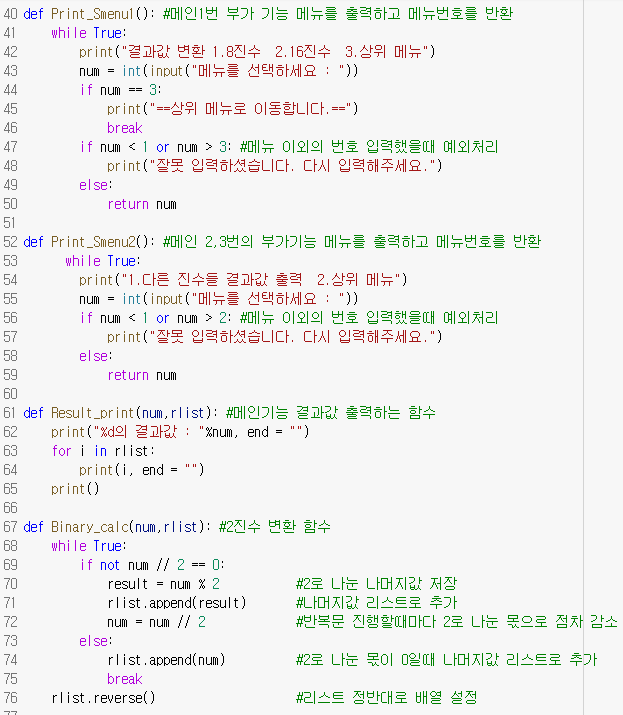 40 def Print_Smenu1(): #메인1번 부가 기능 메뉴를 출력하고 메뉴번호를 반환
41     while True:
42         print("결과값 변환 1.8진수  2.16진수  3.상위 메뉴")
43         num = int(input("메뉴를 선택하세요 : "))
44         if num == 3:
45             print("==상위 메뉴로 이동합니다.==")
46             break
47         if num < 1 or num > 3: #메뉴 이외의 번호 입력했을때 예외처리
48             print("잘못 입력하셨습니다. 다시 입력해주세요.")
49         else:
50             return num
51
52 def Print_Smenu2(): #메인 2,3번의 부가기능 메뉴를 출력하고 메뉴번호를 반환
53       while True:
54         print("1.다른 진수들 결과값 출력  2.상위 메뉴")
55         num = int(input("메뉴를 선택하세요 : "))
56         if num < 1 or num > 2: #메뉴 이외의 번호 입력했을때 예외처리
57             print("잘못 입력하셨습니다. 다시 입력해주세요.")
58         else:
59             return num
60
61 def Result_print(num,rlist): #메인기능 결과값 출력하는 함수
62     print("%d의 결과값 : "%num, end = "")
63     for i in rlist:
64         print(i, end = "")
65     print()
66
67 def Binary_calc(num,rlist): #2진수 변환 함수
68     while True:
69         if not num // 2 == 0:
70             result = num % 2           #2로 나눈 나머지값 저장
71             rlist.append(result)       #나머지값 리스트로 추가
72             num = num // 2             #반복문 진행할때마다 2로 나눈 몫으로 점차 감소
73         else:
74             rlist.append(num)          #2로 나눈 몫이 0일때 나머지값 리스트로 추가
75             break
76     rlist.reverse()                    #리스트 정반대로 배열 설정